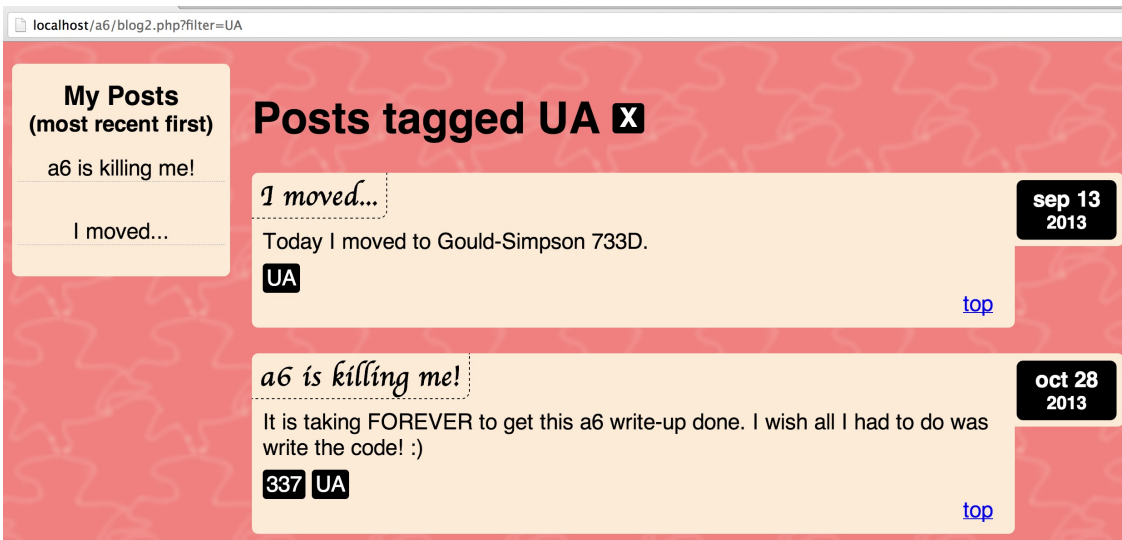 localhost/a6/blog2.php?filter=UA
My Posts
(most recent first)
a6 is killing me!
I moved...
Posts tagged UA X
I moved...
sep 13
2013
Today I moved to Gould-Simpson 733D.
UA
top
a6 is killing me!
oct 28
2013
It is taking FOREVER to get this a6 write-up done. I wish all I had to do was
write the code! :)
337 UA
top